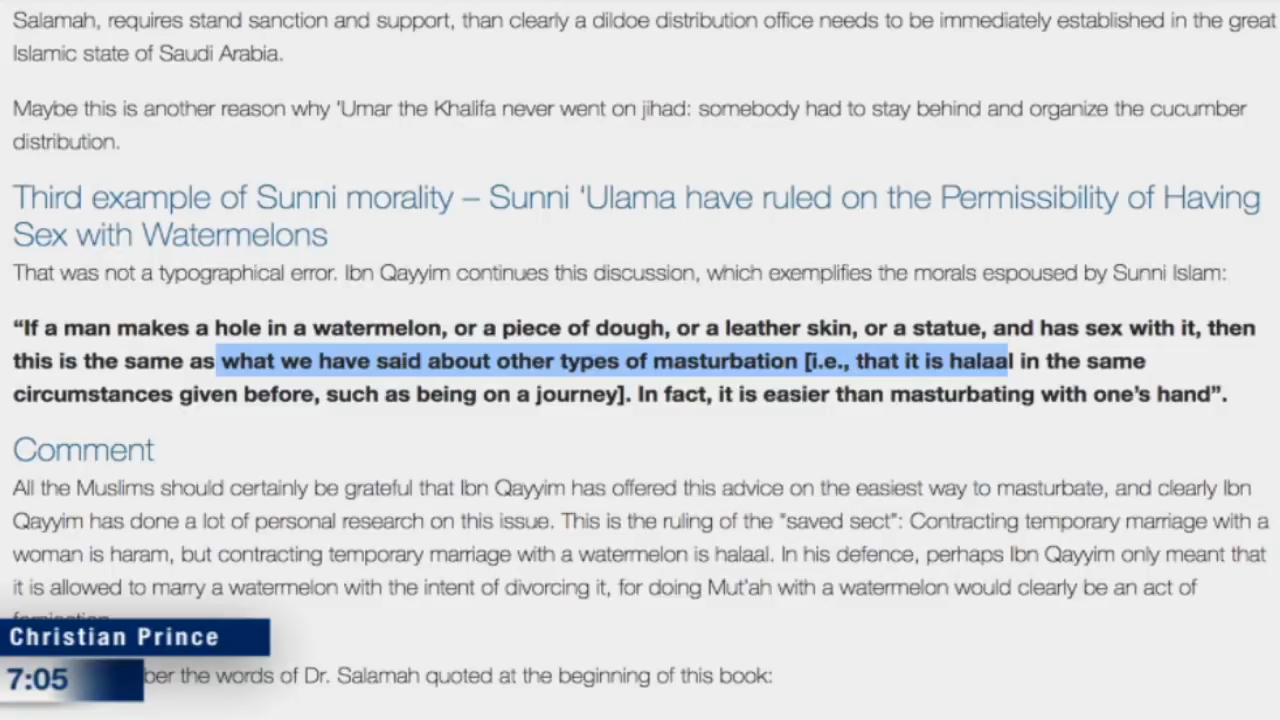 Salamah, requires stand sanction and support, than clearly a dildoe distribution office needs to be immediately established in the great
Islamic state of Saudi Arabia.
Maybe this is another reason why 'Umar the Khalifa never went on jihad: somebody had to stay behind and organize the cucumber
distribution.
Third example of Sunni morality – Sunni 'Ulama have ruled on the Permissibility of Having
Sex with Watermelons
That was not a typographical error. Ibn Qayyim continues this discussion, which exemplifies the morals espoused by Sunni Islam:
“If a man makes a hole in a watermelon, or a piece of dough, or a leather skin, or a statue, and has sex with it, then
this is the same as what we have said about other types of masturbation [i.e., that it is halaal in the same
circumstances given before, such as being on a journey]. In fact, it is easier than masturbating with one’s hand”.
Comment
All the Muslims should certainly be grateful that Ibn Qayyim has offered this advice on the easiest way to masturbate, and clearly Ibn
Qayyim has done a lot of personal research on this issue. This is the ruling of the "saved sect": Contracting temporary marriage with a
woman is haram, but contracting temporary marriage with a watermelon is halaal. In his defence, perhaps Ibn Qayyim only meant that
it is allowed to marry a watermelon with the intent of divorcing it, for doing Mut'ah with a watermelon would clearly be an act of
Christian Prince
7:05
the words of Dr. Salamah quoted at the beginning of this book: